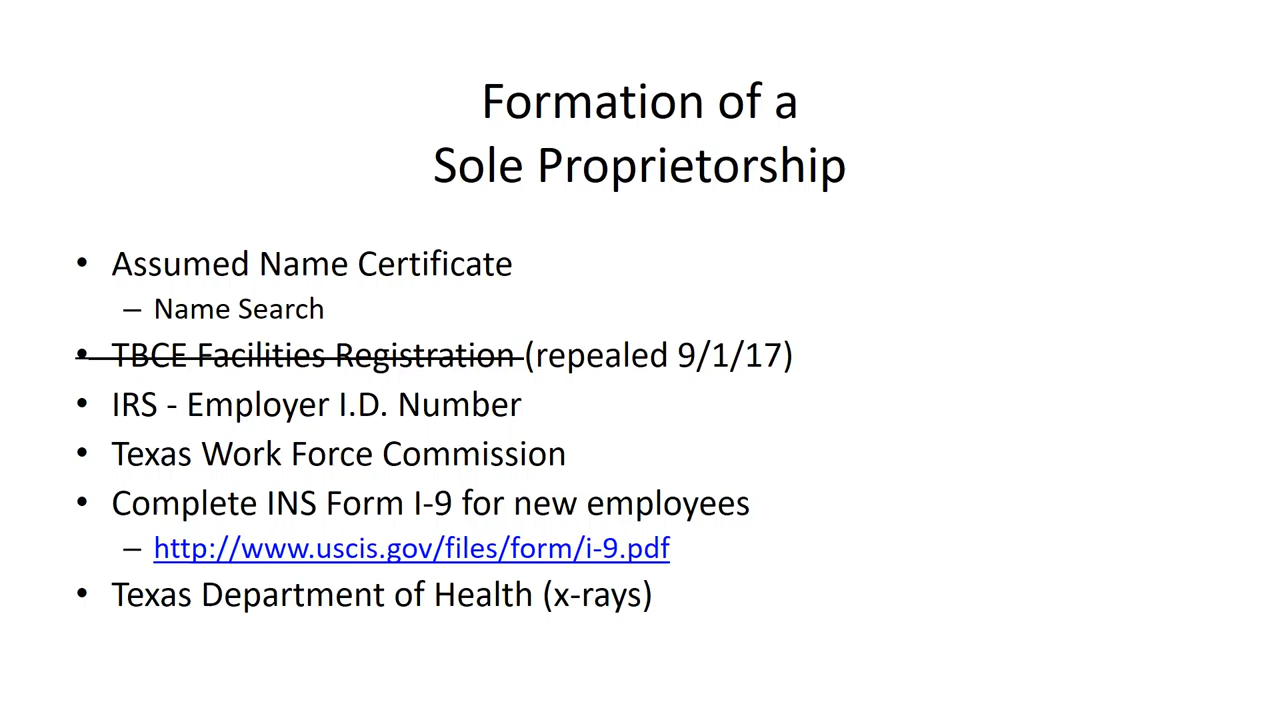 Formation of a
Sole Proprietorship
• Assumed Name Certificate
– Name Search
• TBCE Facilities Registration (repealed 9/1/17)
• IRS - Employer I.D. Number
• Texas Work Force Commission
• Complete INS Form I-9 for new employees
– http://www.uscis.gov/files/form/i-9.pdf
• Texas Department of Health (x-rays)